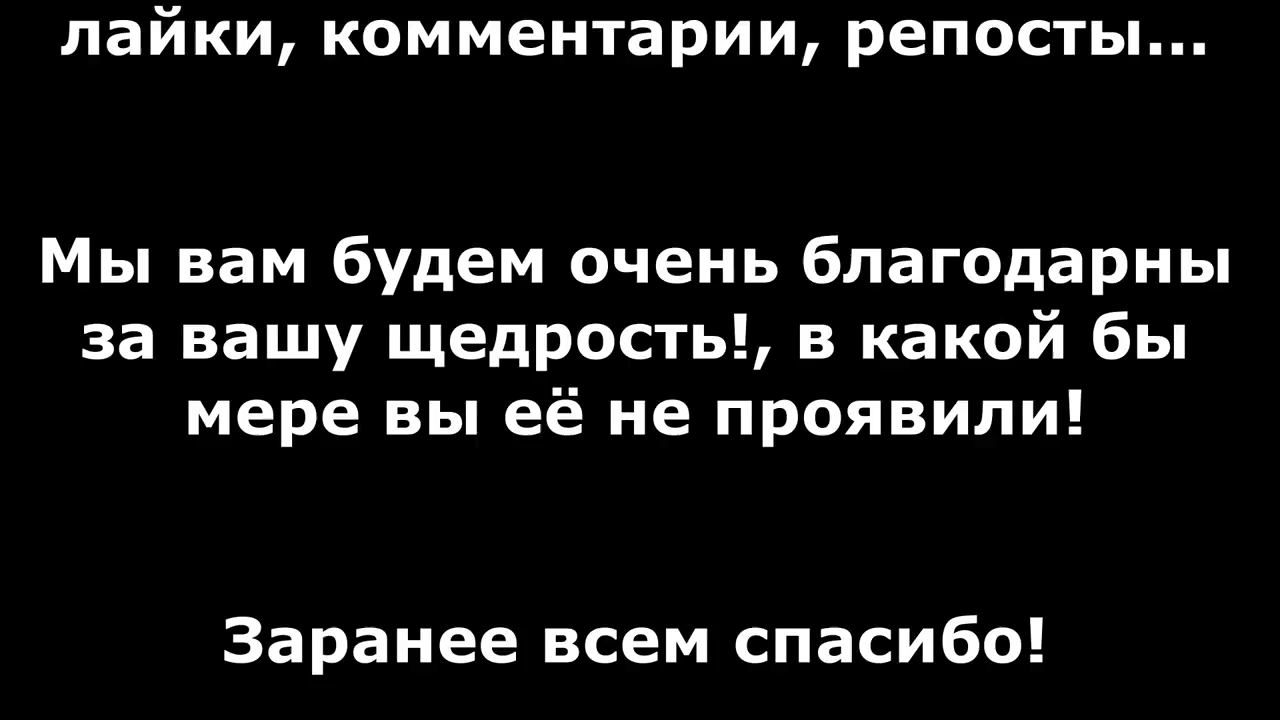 лайки, комментарии, репосты...
Мы вам будем очень благодарны
за вашу щедрость!, в какой бы
мере вы её не проявили!
Заранее всем спасибо!